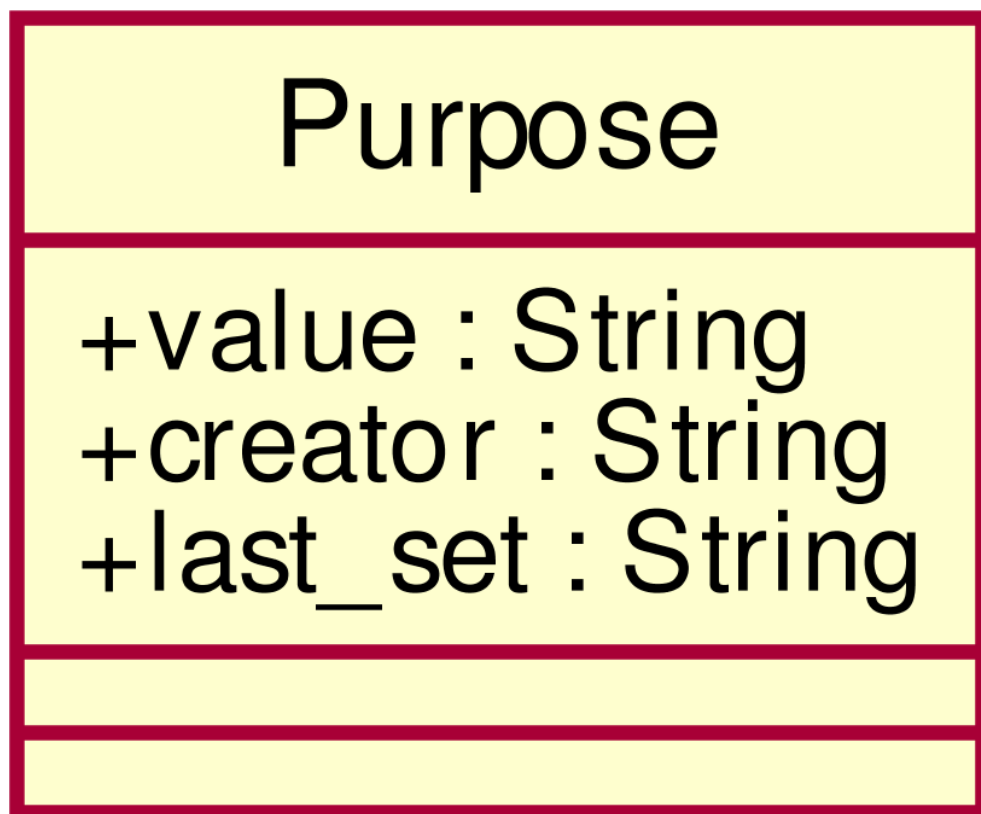 Purpose
+value : String
+creator : String
+last_set : String